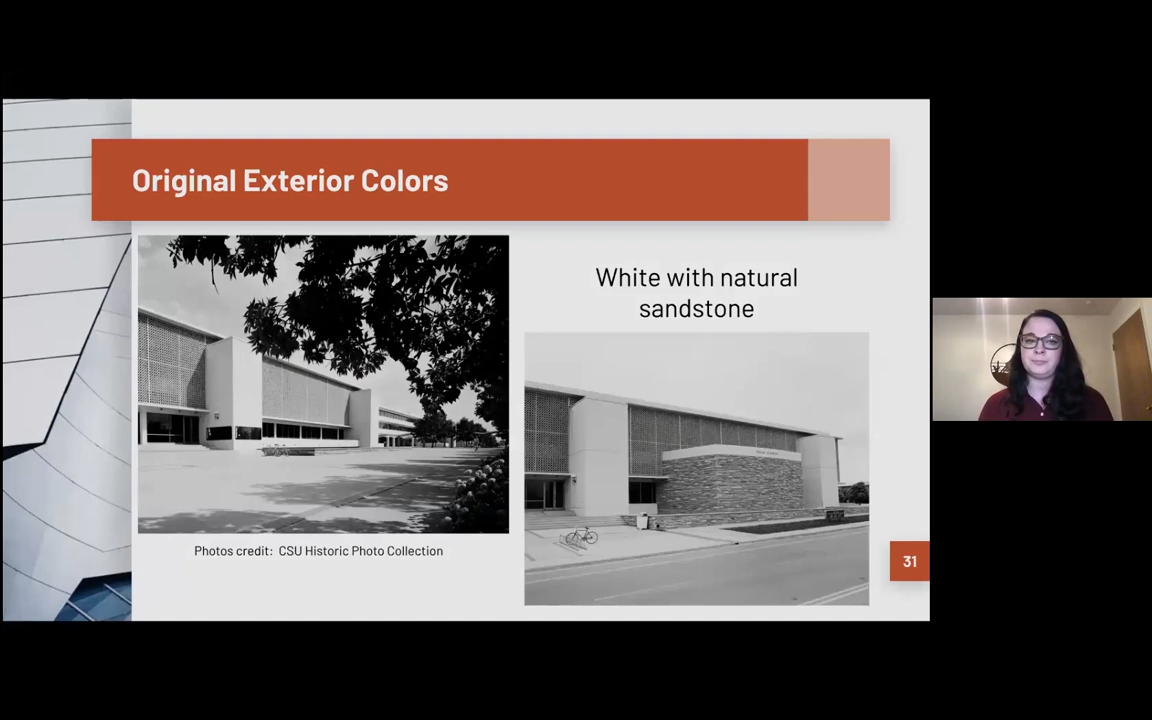 Original Exterior Colors
White with natural
sandstone
Photos credit: CSU Historic Photo Collection
31